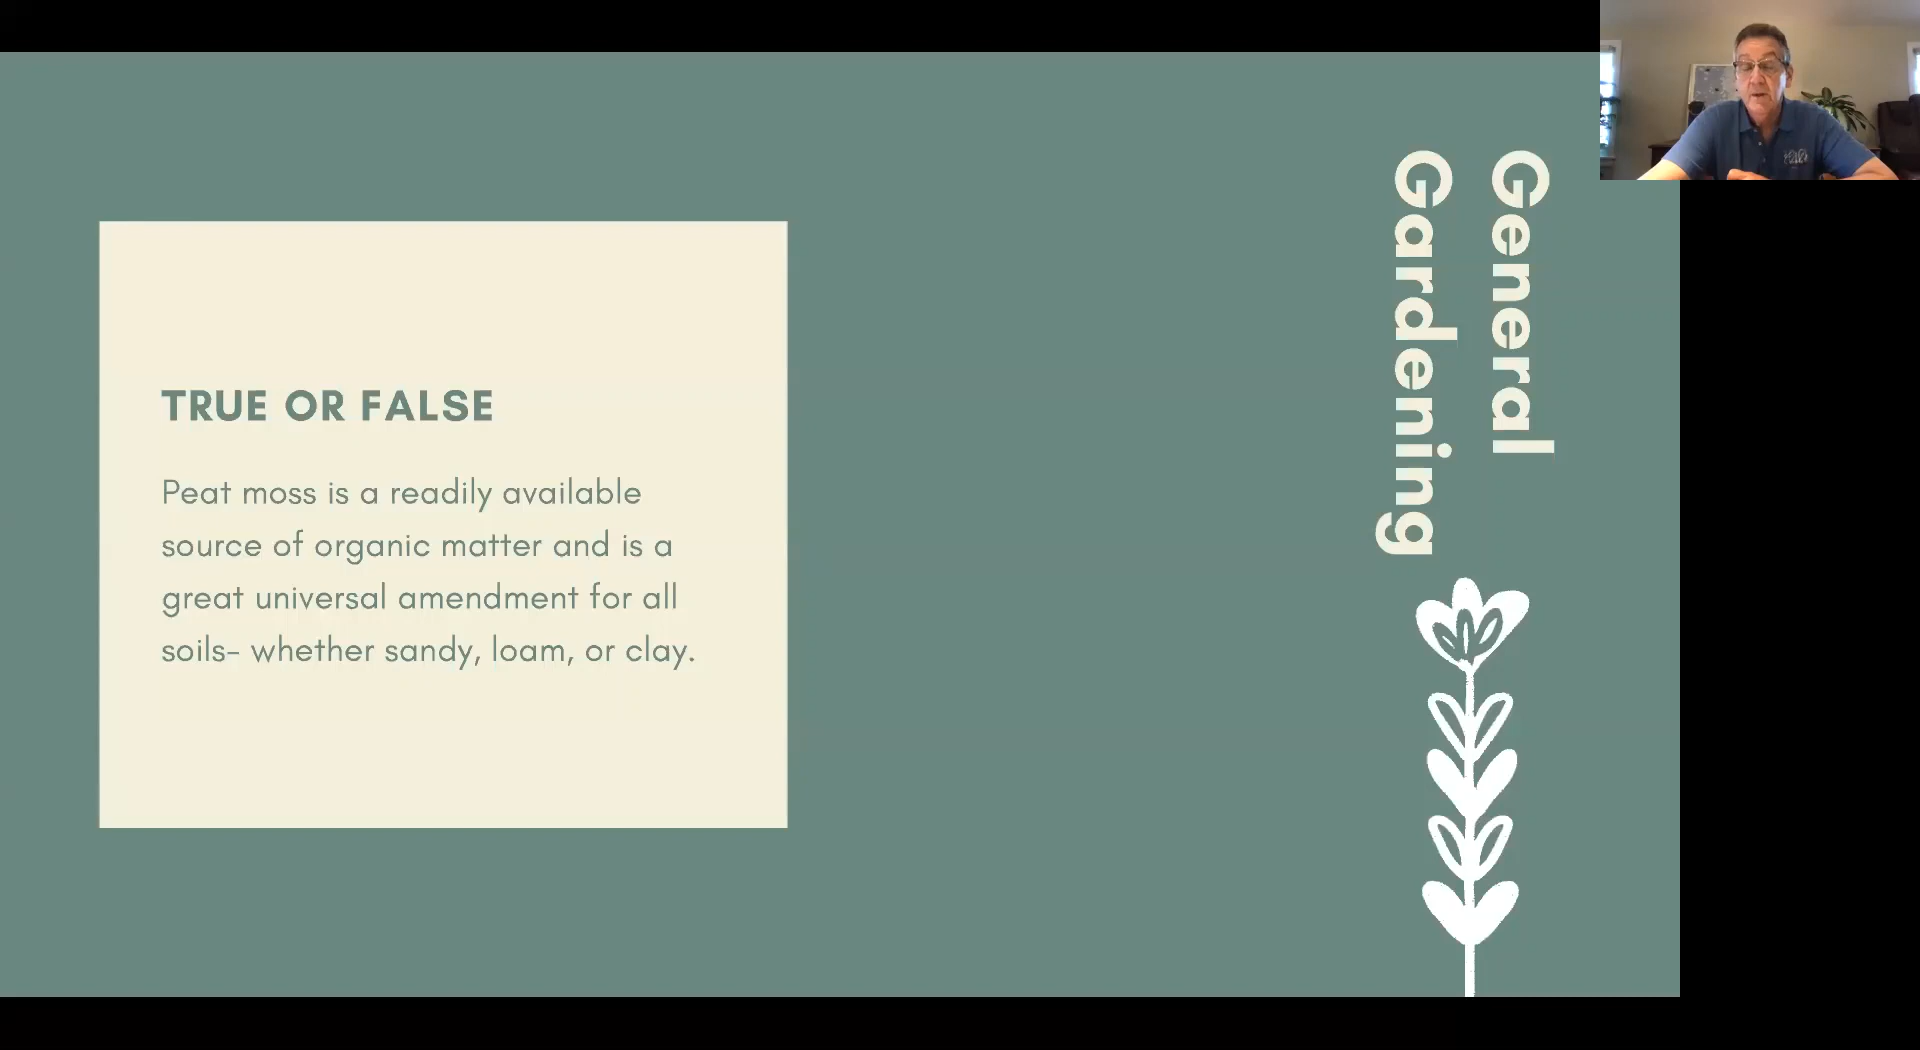 TRUE OR FALSE
Peat moss is a readily available
source of organic matter and is a
great universal amendment for all
soils- whether sandy, loam, or clay.
General
Gardening